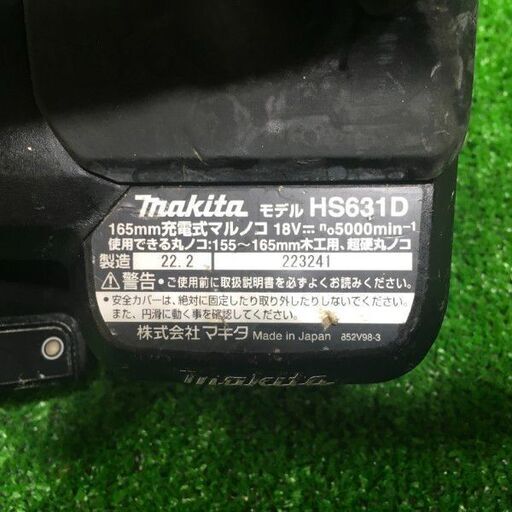 makita モデル HS631D
165mm充電式マルノコ 18V⎓ n₀5000min⁻¹
使用できる丸ノコ:155～165mm木工用、超硬丸ノコ
製造 22.2 223241
⚠警告 • ご使用前に取扱説明書を必ずよくお読みください。
• 安全カバーは、絶対に固定したり取り外したりしないでください。
また、円滑に動く事を確認してください。
株式会社マキタ Made in Japan 852V98-3
makita